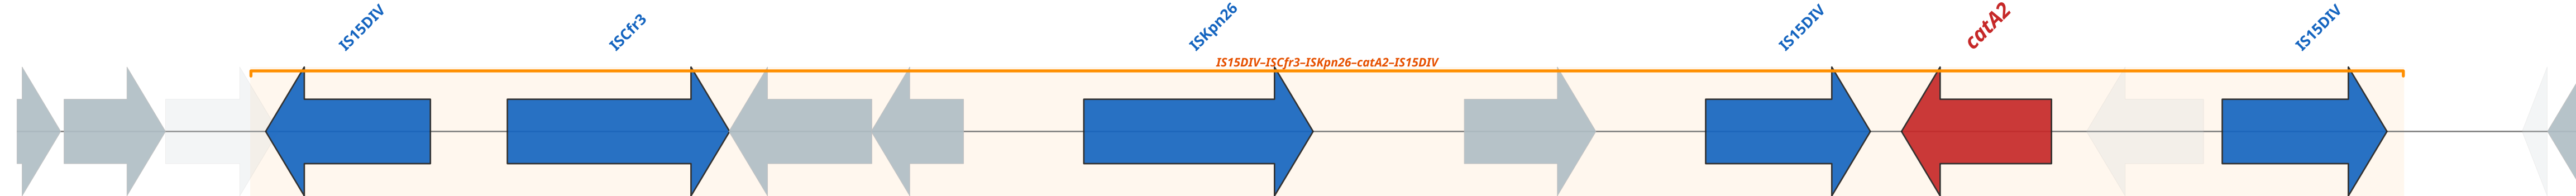 IS15DIV
ISCfr3
ISKpn26
IS15DIV
catA2
IS15DIV
IS15DIV–ISCfr3–ISKpn26–catA2–IS15DIV